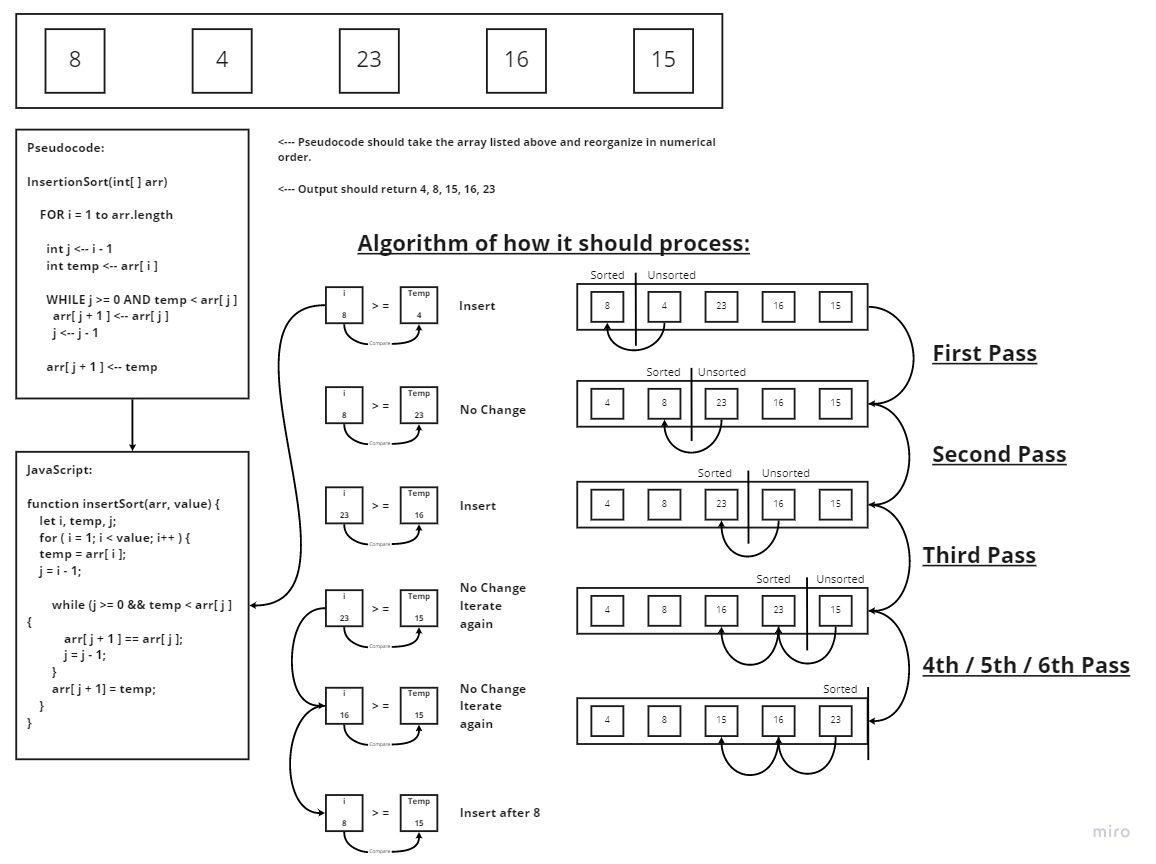 8 4 23 16 15
Pseudocode:
InsertionSort(int[ ] arr)
FOR i = 1 to arr.length
int j <-- i - 1
int temp <-- arr[ i ]
WHILE j >= 0 AND temp < arr[ j ]
arr[ j + 1 ] <-- arr[ j ]
j <-- j - 1
arr[ j + 1 ] <-- temp
<--- Pseudocode should take the array listed above and reorganize in numerical
order.
<--- Output should return 4, 8, 15, 16, 23
JavaScript:
function insertSort(arr, value) {
let i, temp, j;
for ( i = 1; i < value; i++ ) {
temp = arr[ i ];
j = i - 1;
while (j >= 0 && temp < arr[ j ]
{
arr[ j + 1 ] == arr[ j ];
j = j - 1;
}
arr[ j + 1] = temp;
}
}
Algorithm of how it should process:
i
8
> =
Temp
4
Compare
Insert
i
8
> =
Temp
23
Compare
No Change
i
23
> =
Temp
16
Compare
Insert
i
23
> =
Temp
15
Compare
No Change
Iterate
again
i
16
> =
Temp
15
Compare
No Change
Iterate
again
i
8
> =
Temp
15
Compare
Insert after 8
Sorted Unsorted
8 4 23 16 15
First Pass
Sorted Unsorted
4 8 23 16 15
Second Pass
Sorted Unsorted
4 8 23 16 15
Third Pass
Sorted Unsorted
4 8 16 23 15
4th / 5th / 6th Pass
Sorted
4 8 15 16 23
miro